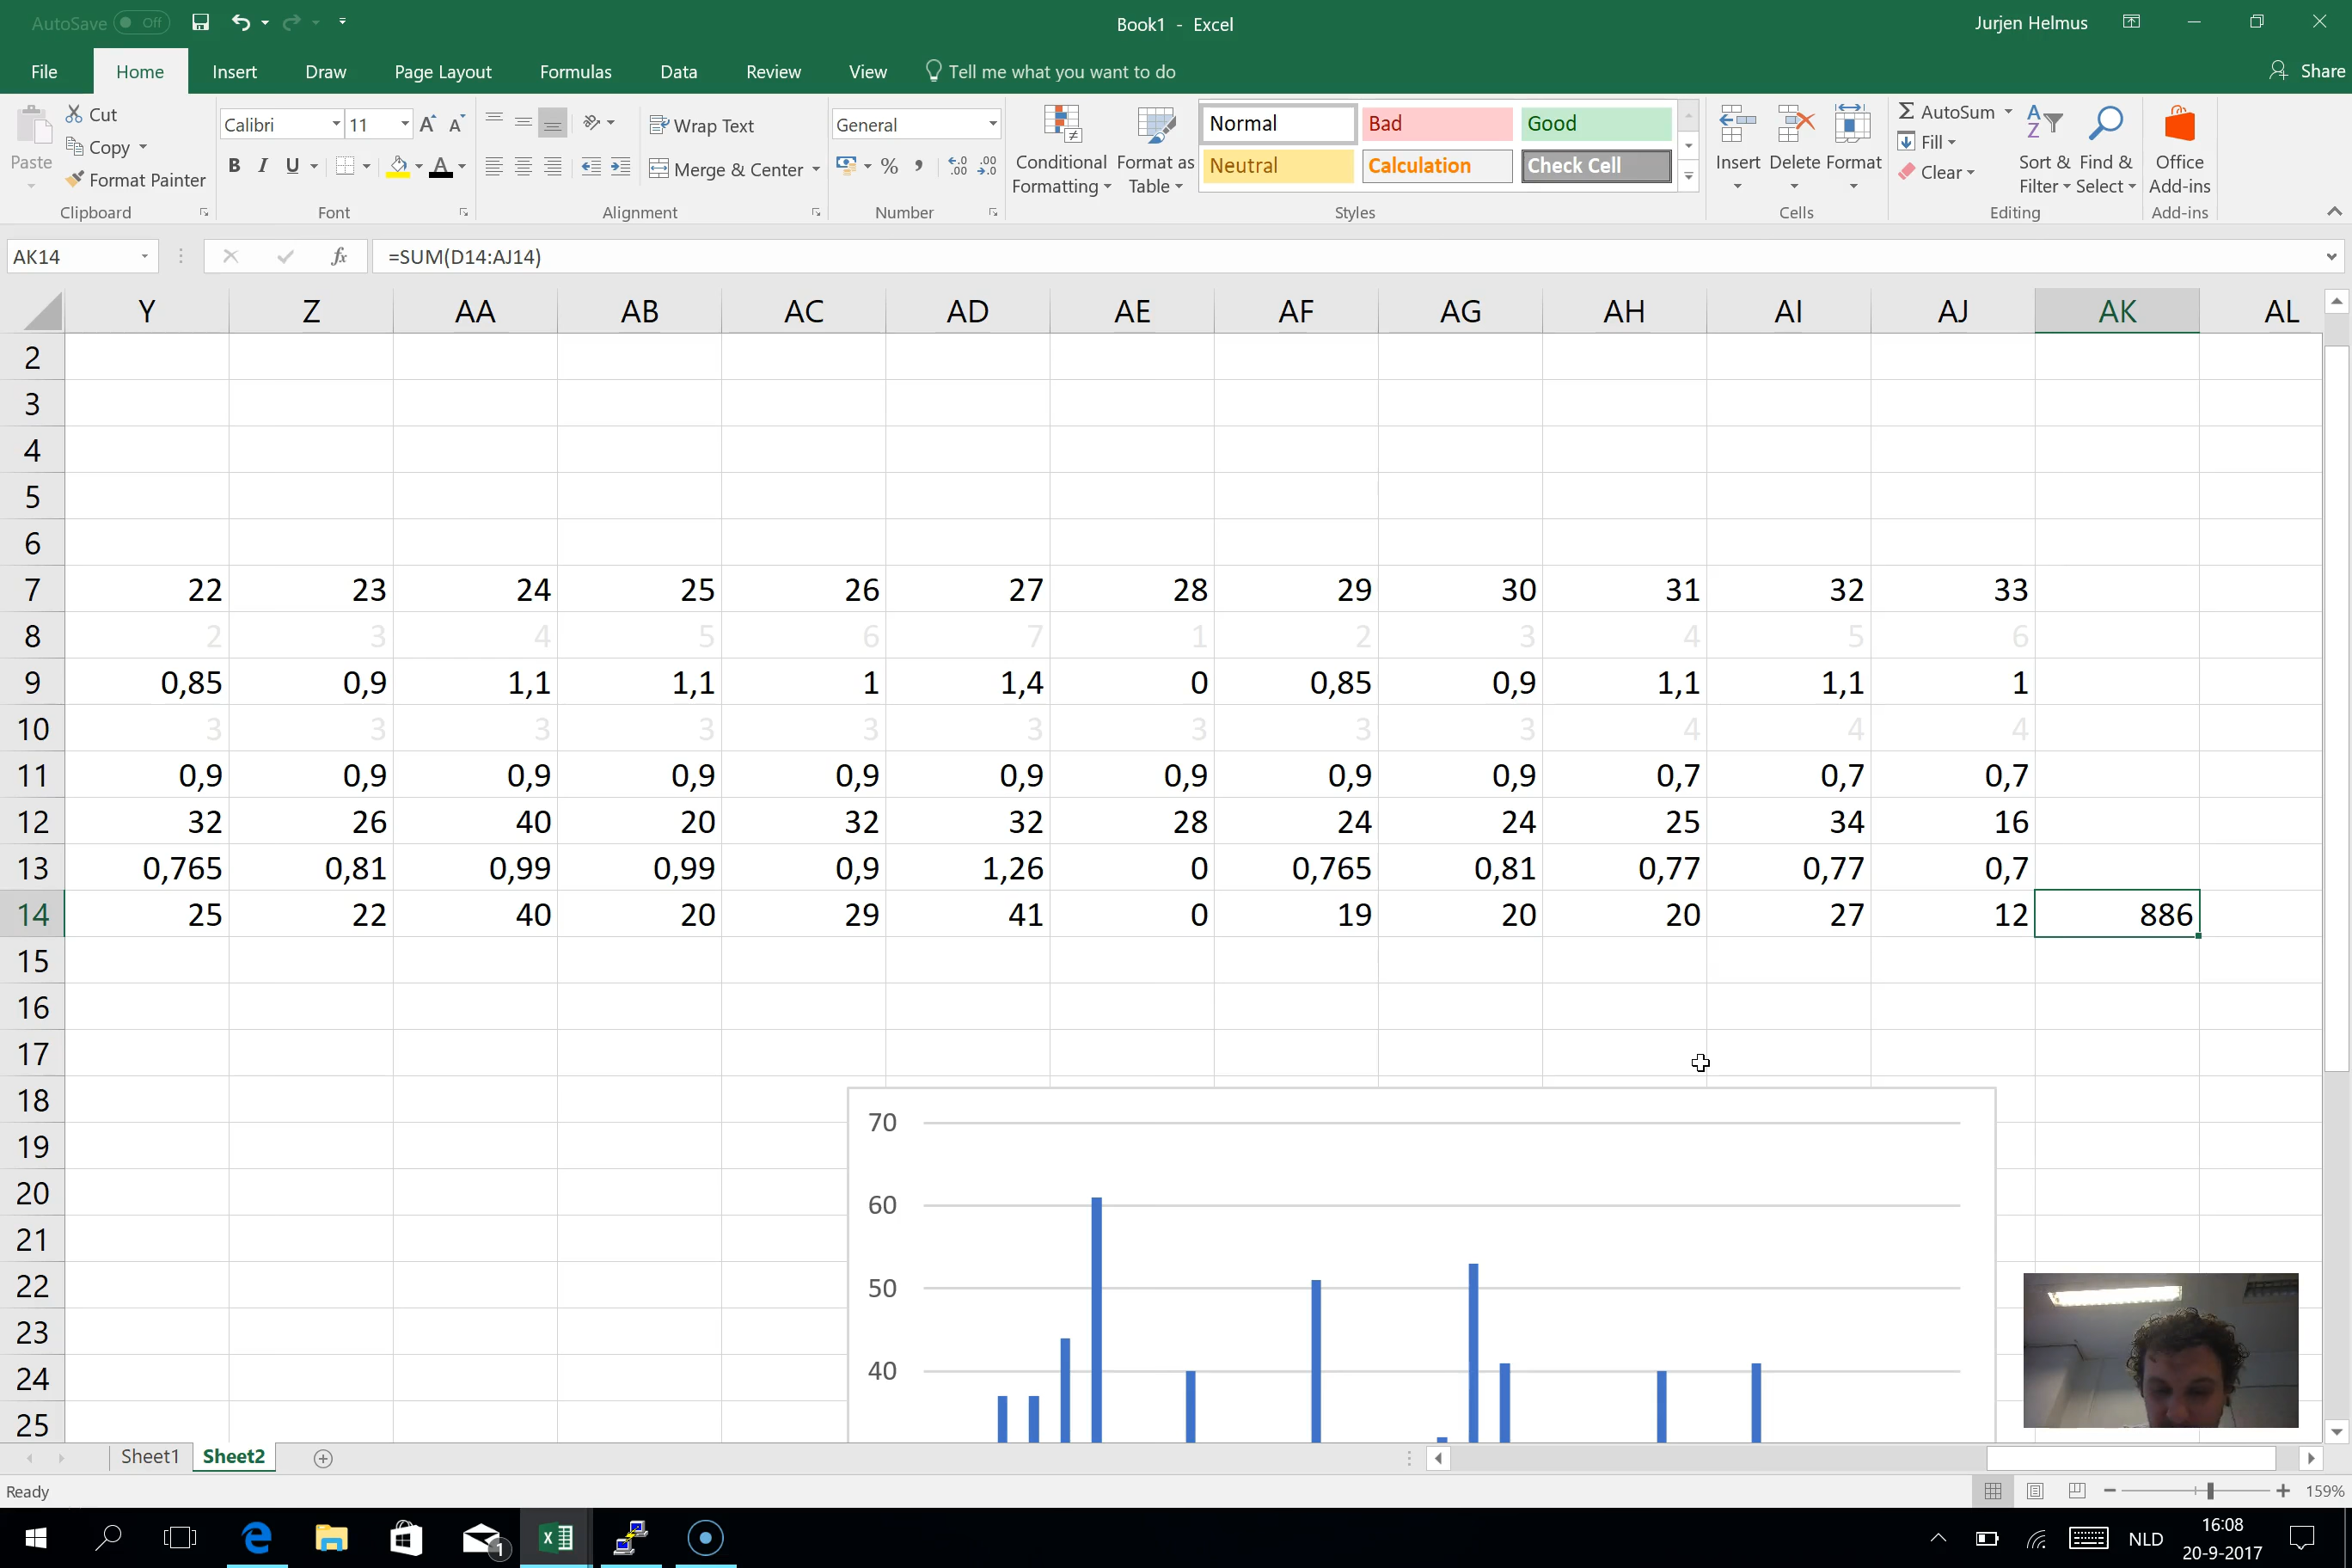 AutoSave Off
Book1 - Excel
Jurjen Helmus
File Home Insert Draw Page Layout Formulas Data Review View Tell me what you want to do Share
Paste
Cut
Copy
Format Painter
Clipboard
Calibri 11
B I U
Font
Wrap Text
Merge & Center
Alignment
General
%
Number
Conditional Formatting
Format as Table
Normal Bad Good
Neutral Calculation Check Cell
Styles
Insert Delete Format
Cells
AutoSum
Fill
Clear
Sort & Filter
Find & Select
Editing
Office Add-ins
Add-ins
AK14 fx =SUM(D14:AJ14)
Y Z AA AB AC AD AE AF AG AH AI AJ AK AL
2
3
4
5
6
7 22 23 24 25 26 27 28 29 30 31 32 33
8 2 3 4 5 6 7 1 2 3 4 5 6
9 0,85 0,9 1,1 1,1 1 1,4 0 0,85 0,9 1,1 1,1 1
10 3 3 3 3 3 3 3 3 3 4 4 4
11 0,9 0,9 0,9 0,9 0,9 0,9 0,9 0,9 0,9 0,7 0,7 0,7
12 32 26 40 20 32 32 28 24 24 25 34 16
13 0,765 0,81 0,99 0,99 0,9 1,26 0 0,765 0,81 0,77 0,77 0,7
14 25 22 40 20 29 41 0 19 20 20 27 12 886
15
16
17
18
19
20
21
22
23
24
25
70
60
50
40
Sheet1 Sheet2
Ready
159%
1
NLD
16:08
20-9-2017